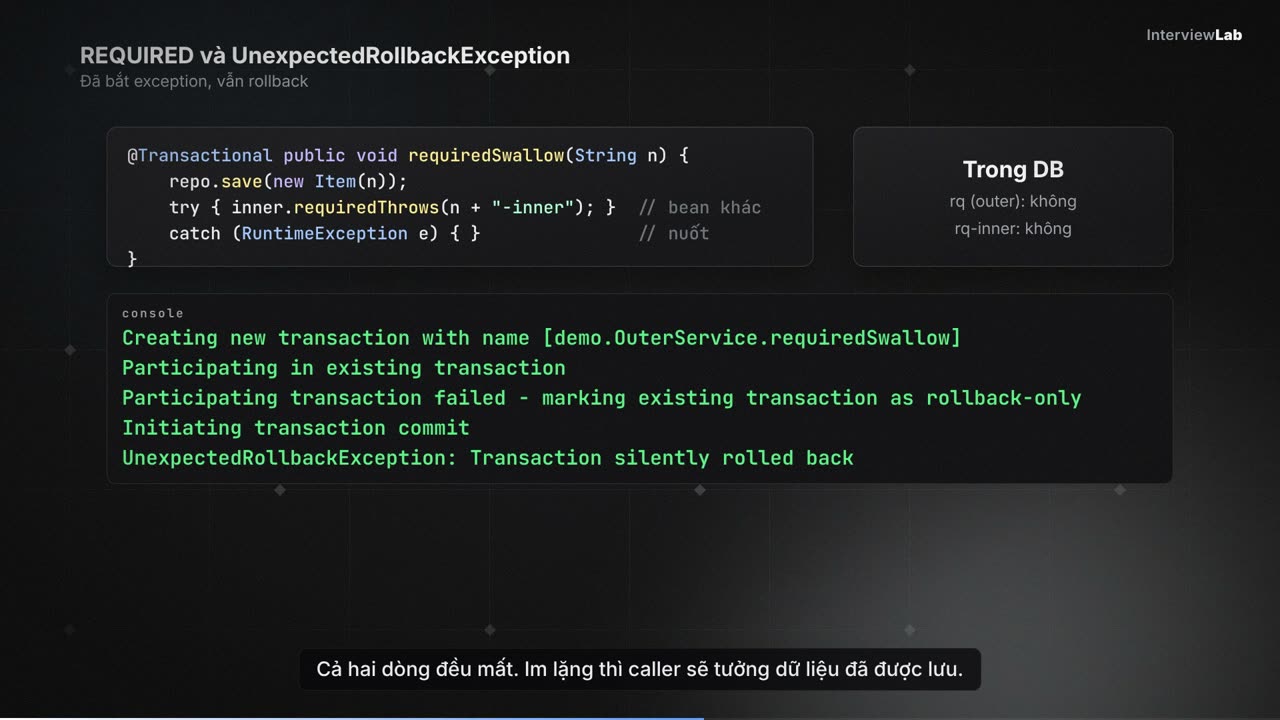 InterviewLab
REQUIRED và UnexpectedRollbackException
Đã bắt exception, vẫn rollback
@Transactional public void requiredSwallow(String n) {
    repo.save(new Item(n));
    try { inner.requiredThrows(n + "-inner"); }  // bean khác
    catch (RuntimeException e) { }               // nuốt
}
Trong DB
rq (outer): không
rq-inner: không
console
Creating new transaction with name [demo.OuterService.requiredSwallow]
Participating in existing transaction
Participating transaction failed - marking existing transaction as rollback-only
Initiating transaction commit
UnexpectedRollbackException: Transaction silently rolled back
Cả hai dòng đều mất. Im lặng thì caller sẽ tưởng dữ liệu đã được lưu.